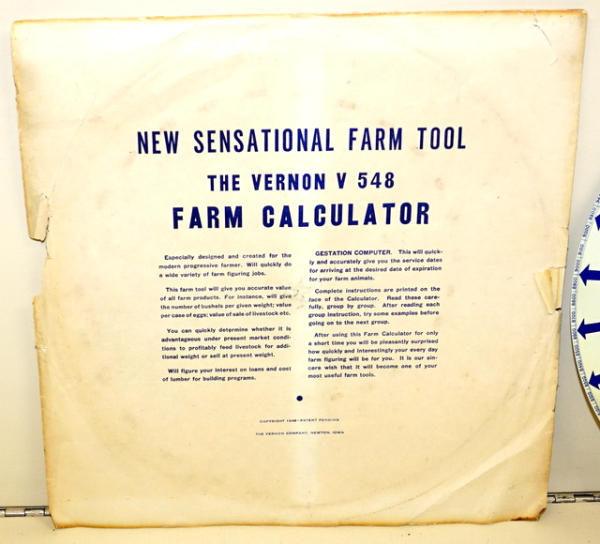 NEW SENSATIONAL FARM TOOL
THE VERNON V 548
FARM CALCULATOR
Especially designed and created for the
modern progressive farmer. Will quickly do
a wide variety of farm figuring jobs.
This farm tool will give you accurate value
of all farm products. For instance, will give
the number of bushels per given weight; value
per case of eggs; value of sale of livestock etc.
You can quickly determine whether it is
advantageous under present market condi-
tions to profitably feed livestock for addi-
tional weight or sell at present weight.
Will figure your interest on loans and cost
of lumber for building programs.
GESTATION COMPUTER. This will quick-
ly and accurately give you the service dates
for arriving at the desired date of expiration
for your farm animals.
Complete instructions are printed on the
face of the Calculator. Read these care-
fully, group by group. After reading each
group instruction, try some examples before
going on to the next group.
After using this Farm Calculator for only
a short time you will be pleasantly surprised
how quickly and interestingly your every day
farm figuring will be for you. It is our sin-
cere wish that it will become one of your
most useful farm tools.
COPYRIGHT PATENT PENDING
THE VERNON COMPANY, NEWTON, IOWA